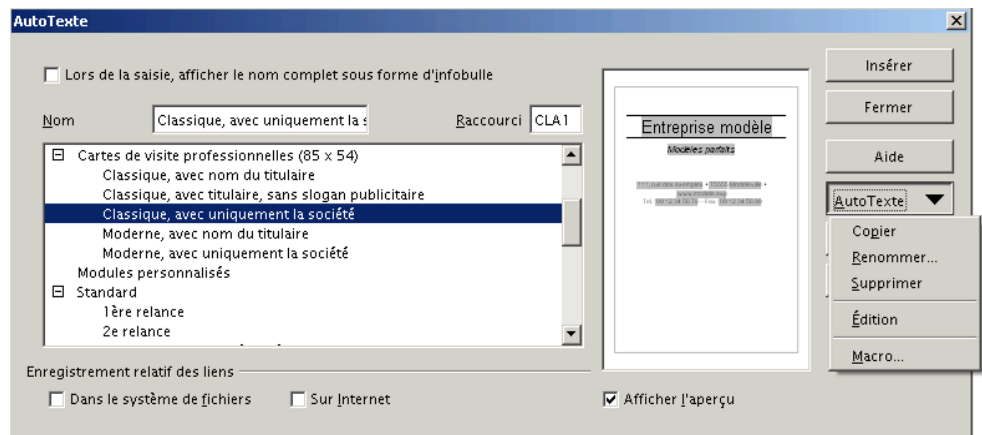 AutoTexte
Lors de la saisie, afficher le nom complet sous forme d'infobulle
Nom
Classique, avec uniquement la s
Raccourci
CLA1
Cartes de visite professionnelles (85 x 54)
Classique, avec nom du titulaire
Classique, avec titulaire, sans slogan publicitaire
Classique, avec uniquement la société
Moderne, avec nom du titulaire
Moderne, avec uniquement la société
Modules personnalisés
Standard
1ère relance
2e relance
Enregistrement relatif des liens
Dans le système de fichiers
Sur Internet
Entreprise modèle
Modèles parfaits
Afficher l'aperçu
Insérer
Fermer
Aide
AutoTexte
Copier
Renommer...
Supprimer
Édition
Macro...